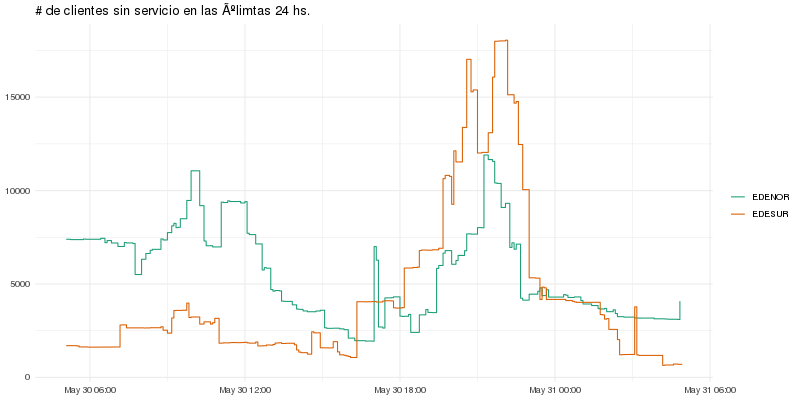 # de clientes sin servicio en las Ãºlimtas 24 hs.
15000
10000
5000
0
May 30 06:00
May 30 12:00
May 30 18:00
May 31 00:00
May 31 06:00
EDENOR
EDESUR